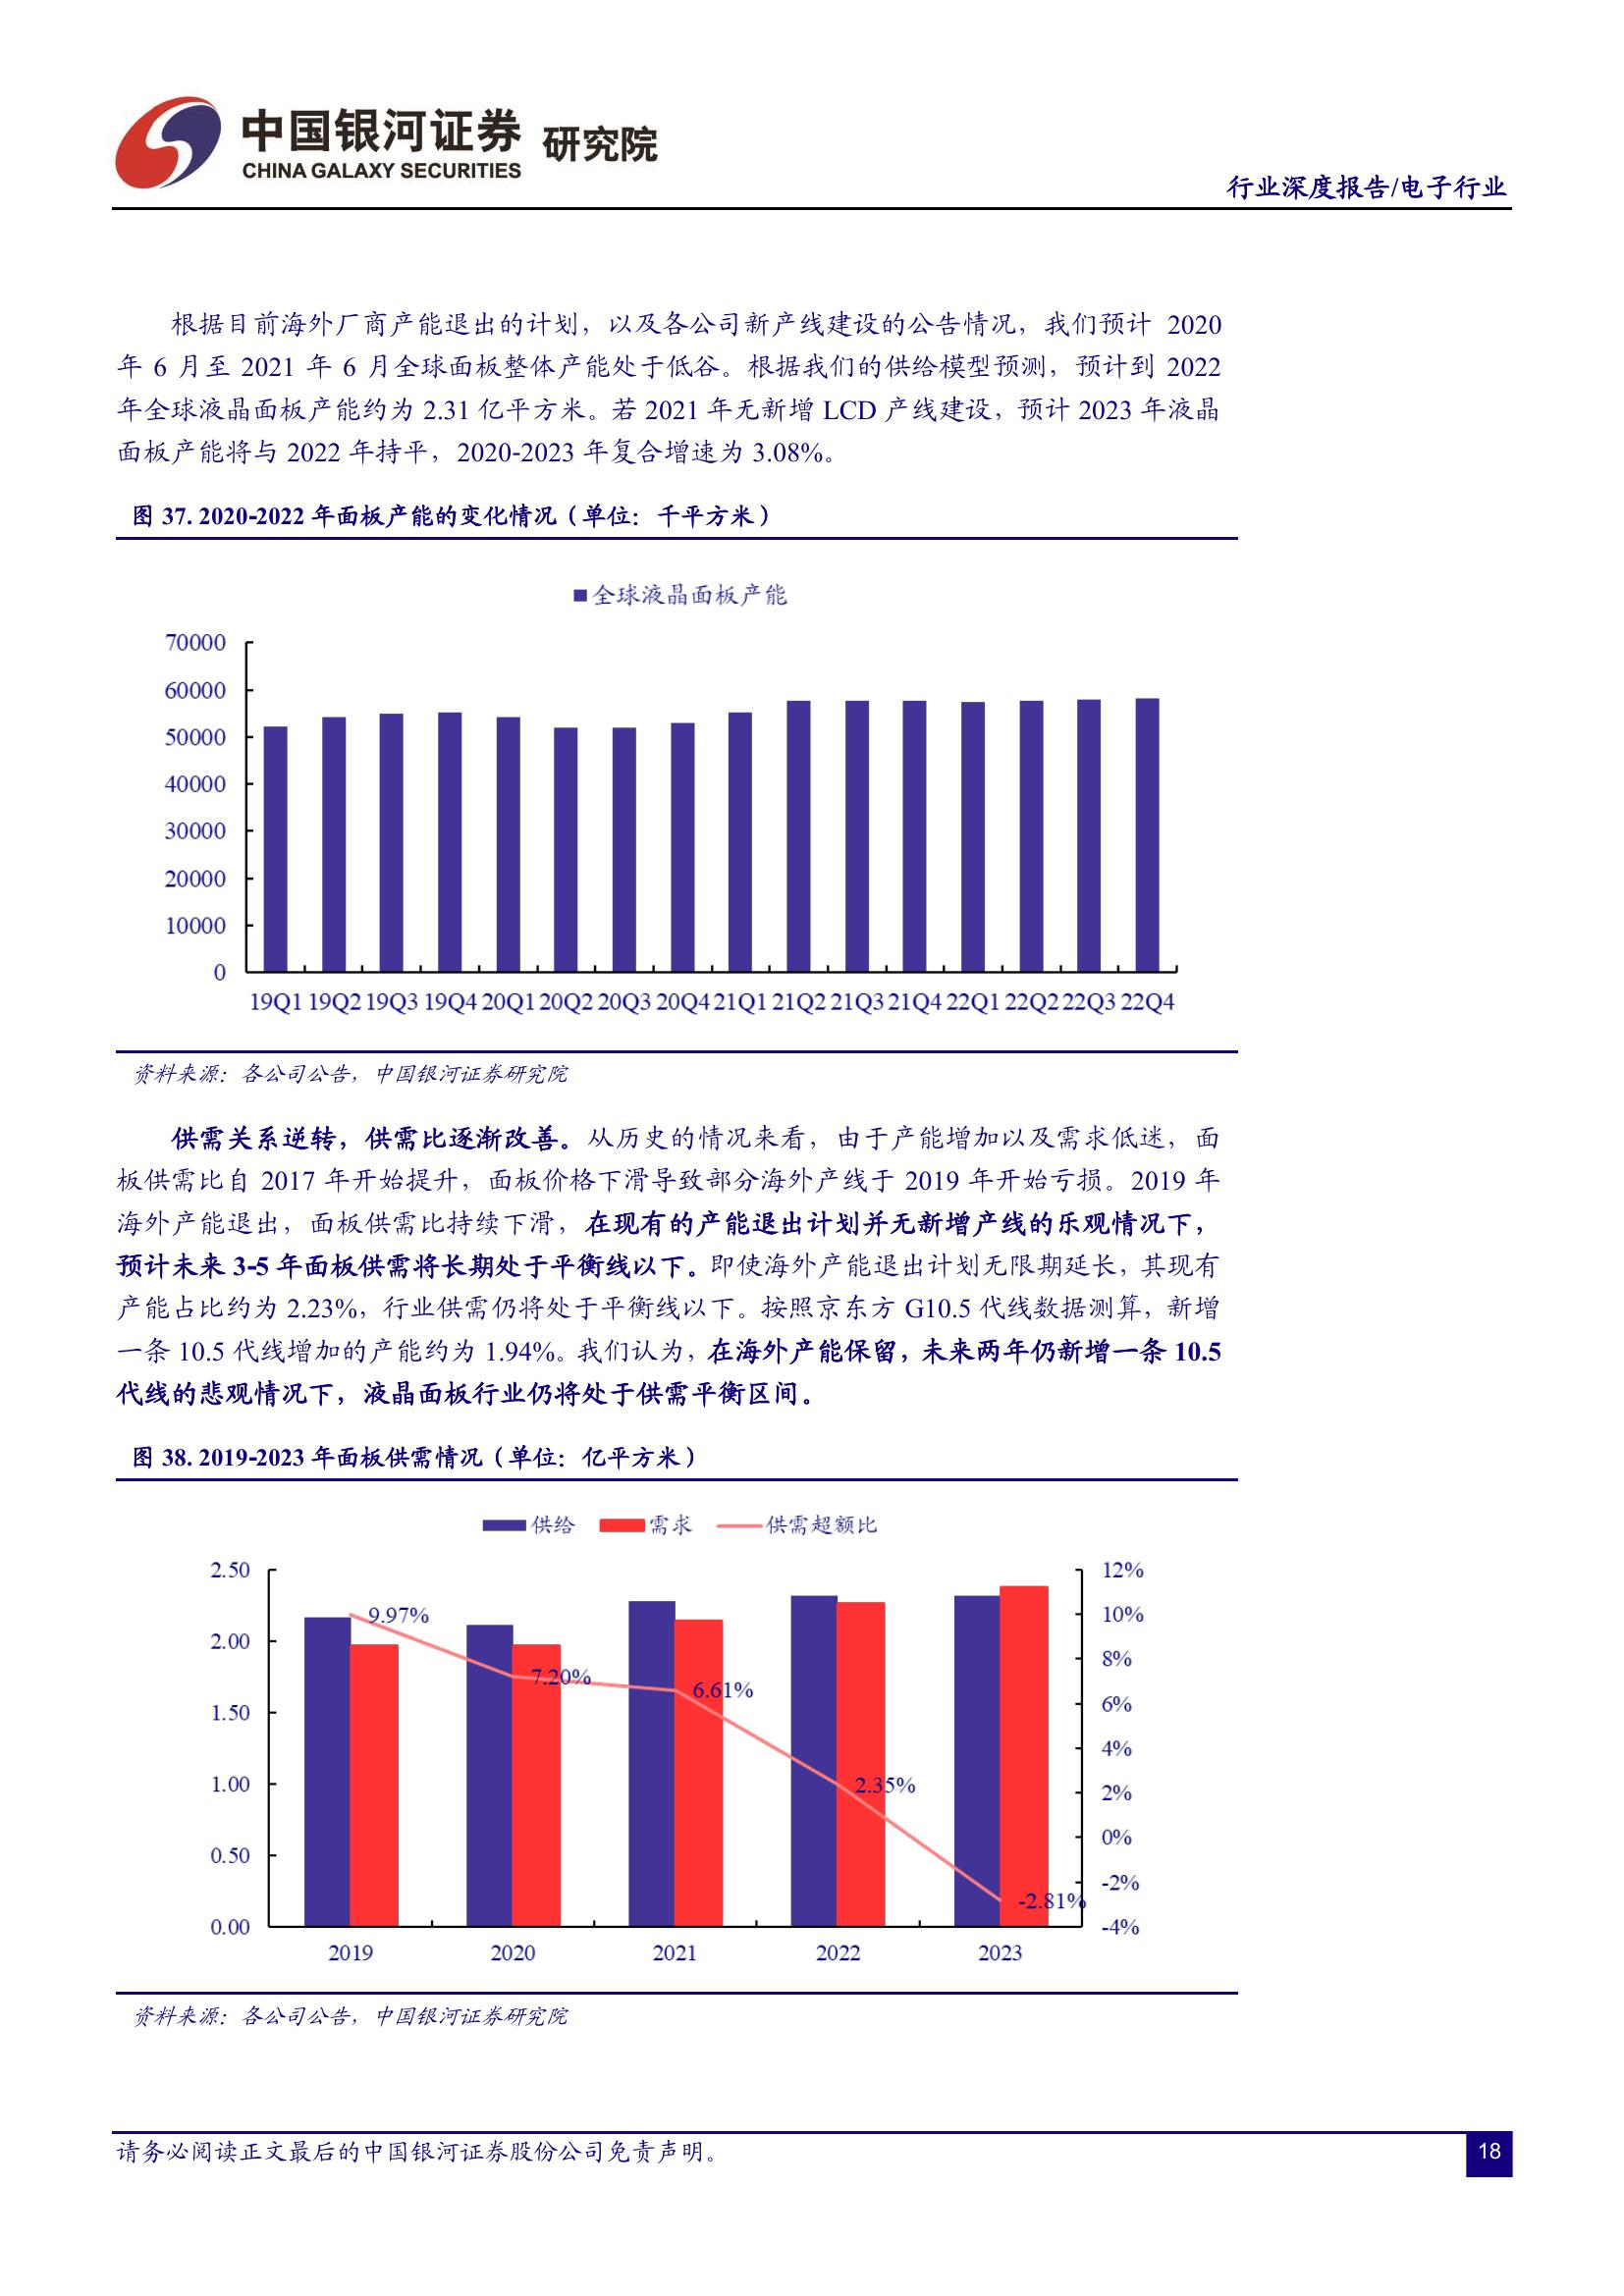 中国银河证券 研究院
CHINA GALAXY SECURITIES
行业深度报告/电子行业
根据目前海外厂商产能退出的计划，以及各公司新产线建设的公告情况，我们预计 2020
年 6 月至 2021 年 6 月全球面板整体产能处于低谷。根据我们的供给模型预测，预计到 2022
年全球液晶面板产能约为 2.31 亿平方米。若 2021 年无新增 LCD 产线建设，预计 2023 年液晶
面板产能将与 2022 年持平，2020-2023 年复合增速为 3.08%。
图 37. 2020-2022 年面板产能的变化情况（单位：千平方米）
全球液晶面板产能
70000
60000
50000
40000
30000
20000
10000
0
19Q1 19Q2 19Q3 19Q4 20Q1 20Q2 20Q3 20Q4 21Q1 21Q2 21Q3 21Q4 22Q1 22Q2 22Q3 22Q4
资料来源：各公司公告，中国银河证券研究院
供需关系逆转，供需比逐渐改善。从历史的情况来看，由于产能增加以及需求低迷，面
板供需比自 2017 年开始提升，面板价格下滑导致部分海外产线于 2019 年开始亏损。2019 年
海外产能退出，面板供需比持续下滑，在现有的产能退出计划并无新增产线的乐观情况下，
预计未来 3-5 年面板供需将长期处于平衡线以下。即使海外产能退出计划无限期延长，其现有
产能占比约为 2.23%，行业供需仍将处于平衡线以下。按照京东方 G10.5 代线数据测算，新增
一条 10.5 代线增加的产能约为 1.94%。我们认为，在海外产能保留，未来两年仍新增一条 10.5
代线的悲观情况下，液晶面板行业仍将处于供需平衡区间。
图 38. 2019-2023 年面板供需情况（单位：亿平方米）
供给 需求 供需超额比
2.50 12%
9.97% 10%
2.00
8%
7.20%
6.61%
1.50 6%
4%
1.00 2.35% 2%
0%
0.50
-2%
-2.81%
0.00 -4%
2019 2020 2021 2022 2023
资料来源：各公司公告，中国银河证券研究院
请务必阅读正文最后的中国银河证券股份公司免责声明。
18